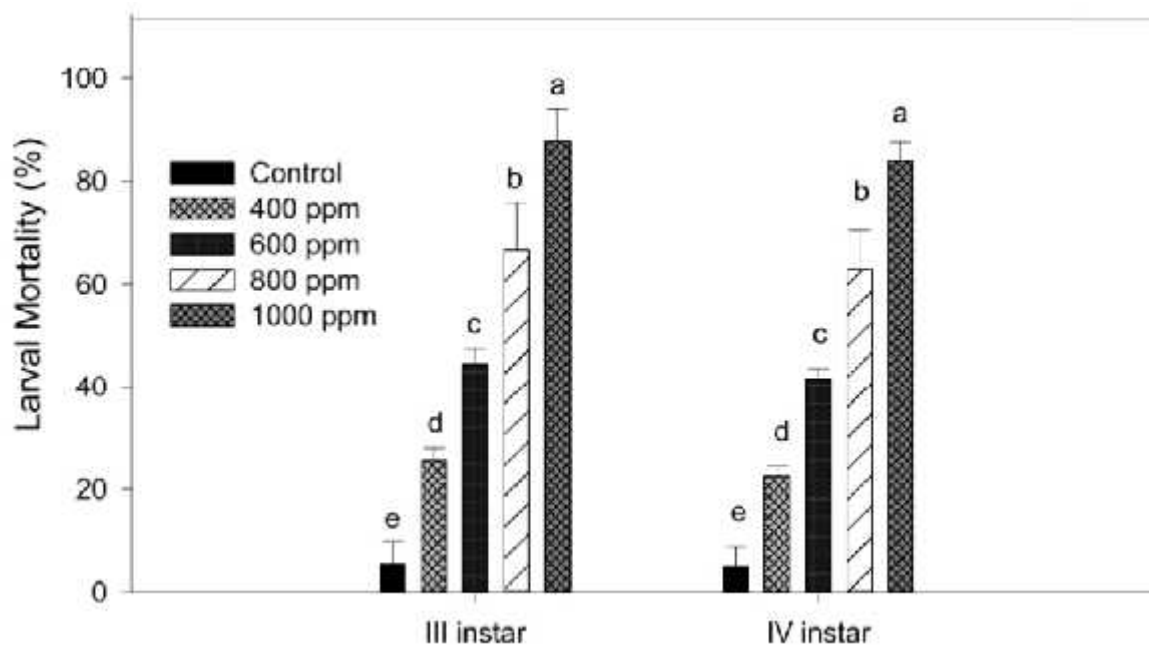 Larval Mortality (%)
100
80
60
40
20
0
Control
400 ppm
600 ppm
800 ppm
1000 ppm
e
d
c
b
a
e
d
c
b
a
III instar
IV instar